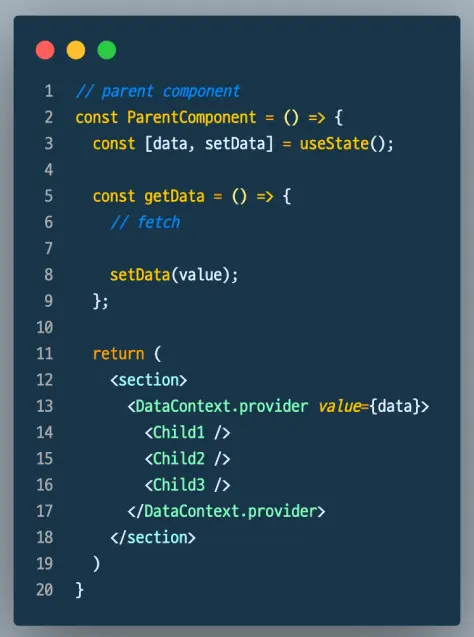 1 // parent component
2 const ParentComponent = () => {
3   const [data, setData] = useState();
4
5   const getData = () => {
6     // fetch
7
8     setData(value);
9   };
10
11   return (
12     <section>
13       <DataContext.provider value={data}>
14         <Child1 />
15         <Child2 />
16         <Child3 />
17       </DataContext.provider>
18     </section>
19   )
20 }